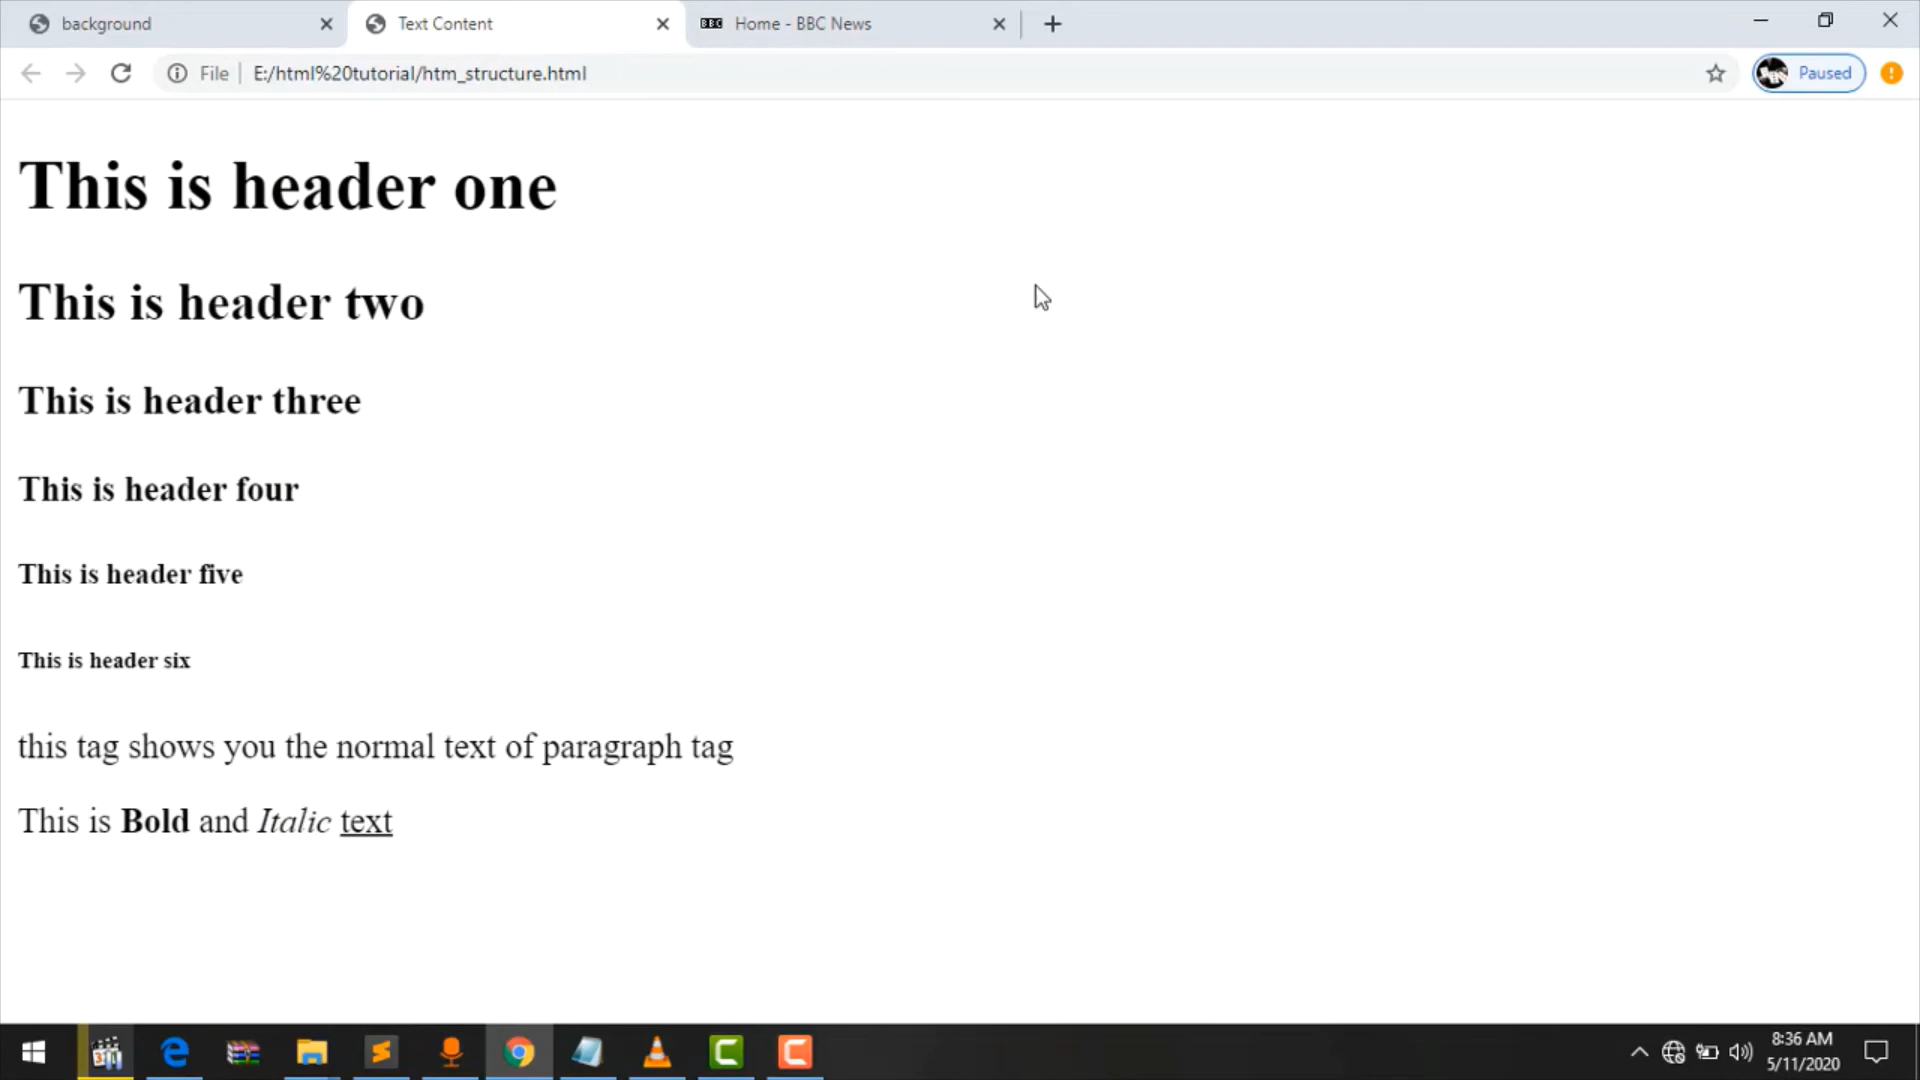 background
Text Content
BBC Home - BBC News
File E:/html%20tutorial/htm_structure.html
Paused
This is header one
This is header two
This is header three
This is header four
This is header five
This is header six
this tag shows you the normal text of paragraph tag
This is Bold and Italic text
8:36 AM
5/11/2020